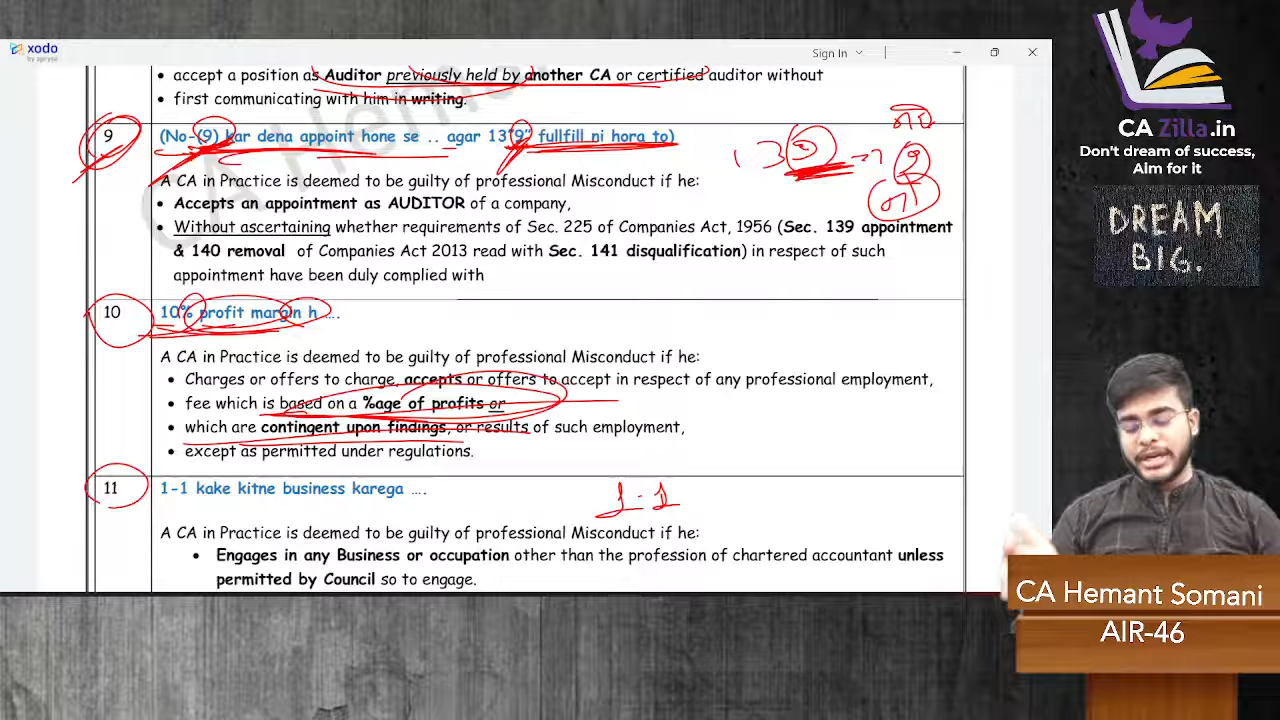 xodo
by apryse
Sign In
accept a position as Auditor previously held by another CA or certified auditor without
first communicating with him in writing.
9
(No-(9) kar dena appoint hone se .. agar 13"9" fullfill ni hora to)
A CA in Practice is deemed to be guilty of professional Misconduct if he:
Accepts an appointment as AUDITOR of a company,
Without ascertaining whether requirements of Sec. 225 of Companies Act, 1956 (Sec. 139 appointment
& 140 removal of Companies Act 2013 read with Sec. 141 disqualification) in respect of such
appointment have been duly complied with
10
10% profit margin h ….
A CA in Practice is deemed to be guilty of professional Misconduct if he:
Charges or offers to charge, accepts or offers to accept in respect of any professional employment,
fee which is based on a %age of profits or
which are contingent upon findings, or results of such employment,
except as permitted under regulations.
11
1-1 kake kitne business karega ….
1-1
A CA in Practice is deemed to be guilty of professional Misconduct if he:
Engages in any Business or occupation other than the profession of chartered accountant unless
permitted by Council so to engage.
CA Hema
CA Zilla.in
Don't dream of success,
Aim for it
DREAM
BIG.
CA Hemant Somani
AIR-46